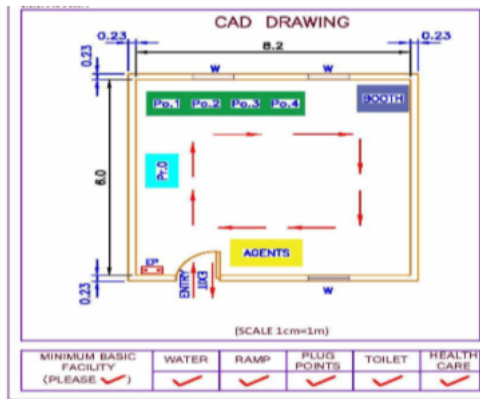 CAD DRAWING
0.23
8.2
0.23
0.23
W
W
Po.1 Po.2 Po.3 Po.4
BOOTH
6.0
Pr.O
AGENTS
EP
ENTRY
EXIT
0.23
W
(SCALE 1cm=1m)
MINIMUM BASIC FACILITY (PLEASE ✓)
WATER
RAMP
PLUG POINTS
TOILET
HEALTH CARE